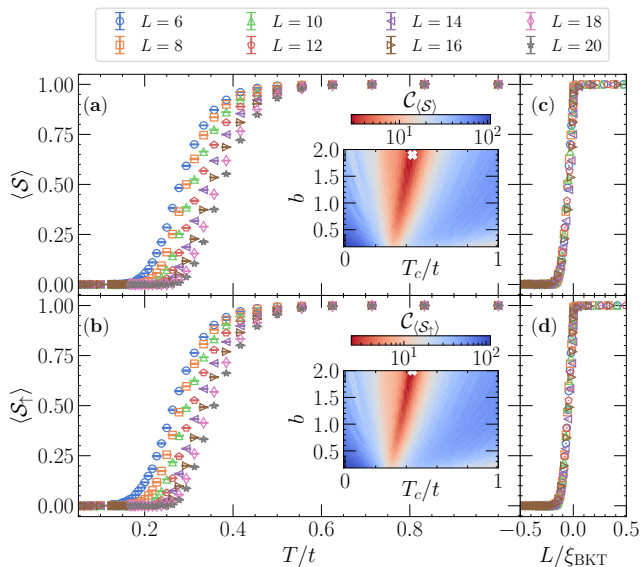 L = 6 L = 10 L = 14 L = 18
L = 8 L = 12 L = 16 L = 20
(a)
⟨S⟩
1.00
0.75
0.50
0.25
0.00
C⟨S⟩
10¹ 10²
b
2.0
1.5
1.0
0.5
0 1
T_c/t
(c)
(b)
⟨S↑⟩
1.00
0.75
0.50
0.25
0.00
C⟨S↑⟩
10¹ 10²
b
2.0
1.5
1.0
0.5
0 1
T_c/t
(d)
0.2 0.4 0.6 0.8 1.0
T/t
−0.5 0.0 0.5
L/ξ_BKT